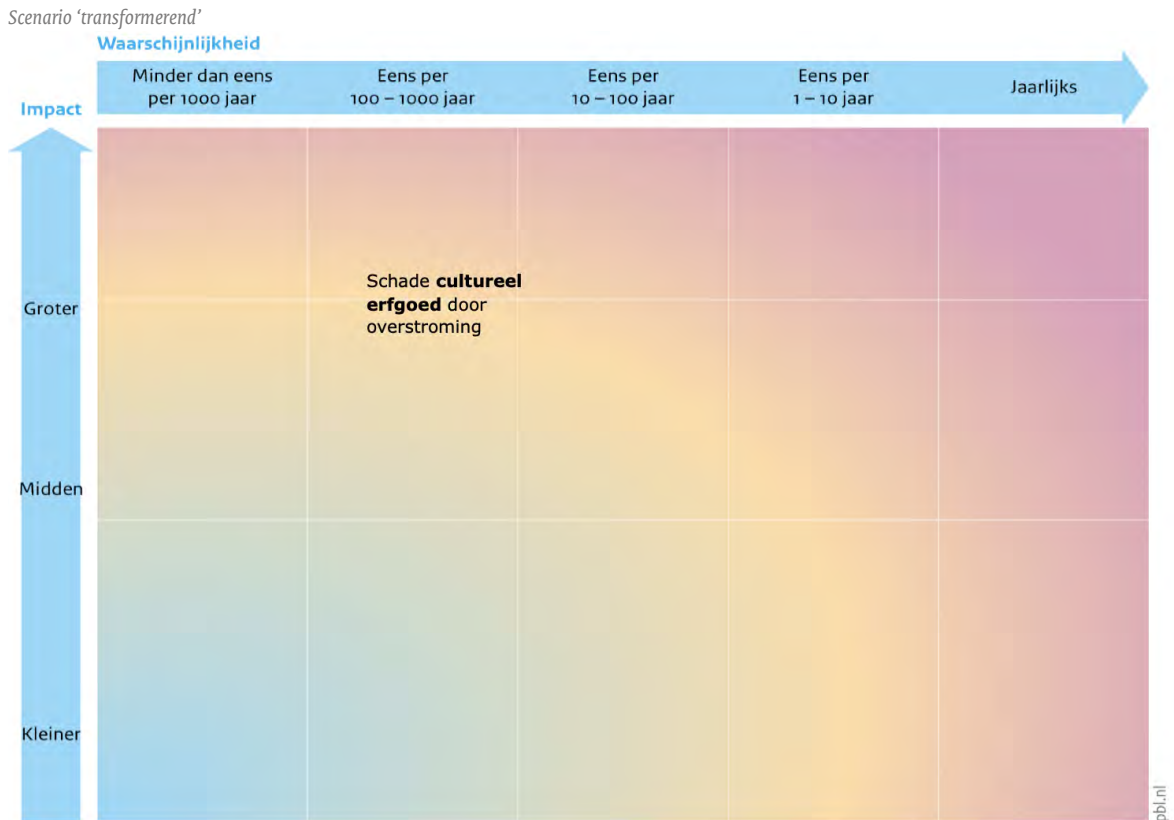 Scenario ‘transformerend’
Waarschijnlijkheid
Minder dan eens
per 1000 jaar
Eens per
100 – 1000 jaar
Eens per
10 – 100 jaar
Eens per
1 – 10 jaar
Jaarlijks
Impact
Schade cultureel
erfgoed door
overstroming
Groter
Midden
Kleiner
pbl.nl